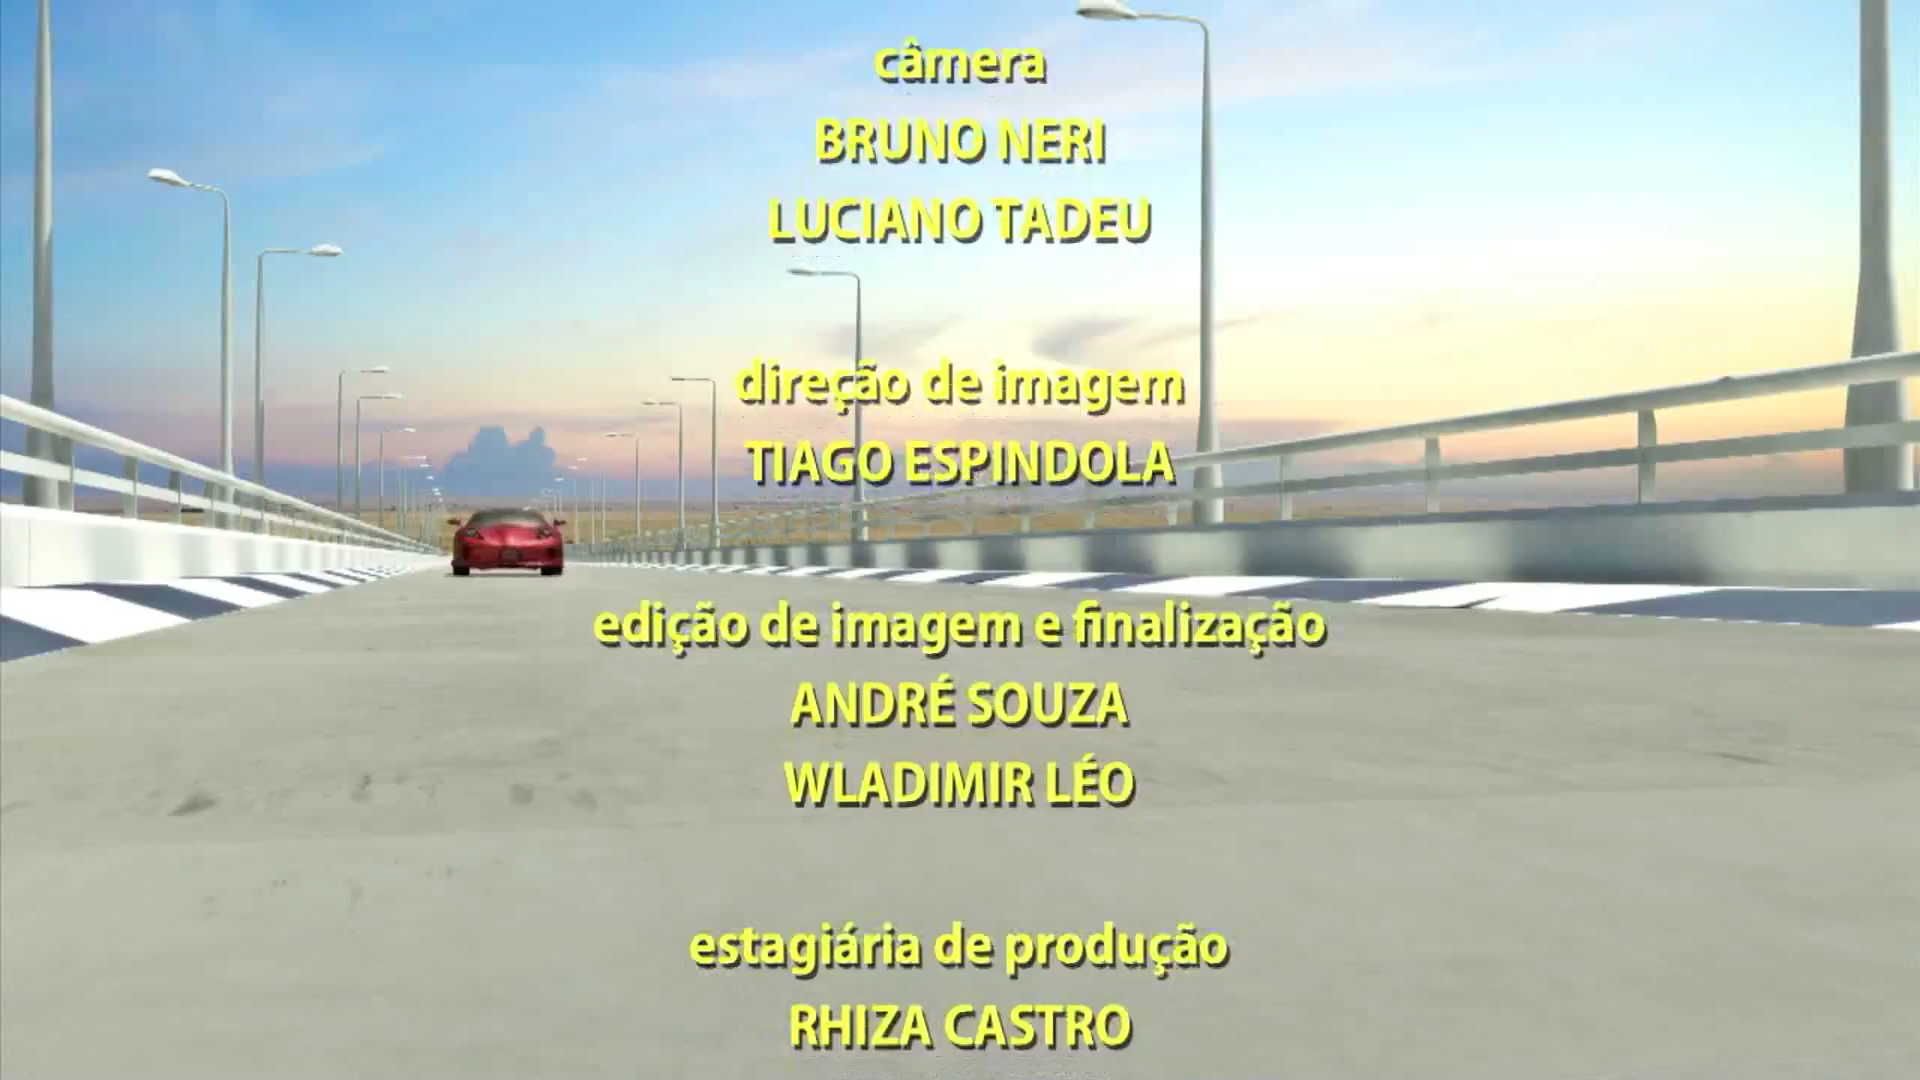 câmera
BRUNO NERI
LUCIANO TADEU
direção de imagem
TIAGO ESPINDOLA
edição de imagem e finalização
ANDRÉ SOUZA
WLADIMIR LÉO
estagiária de produção
RHIZA CASTRO